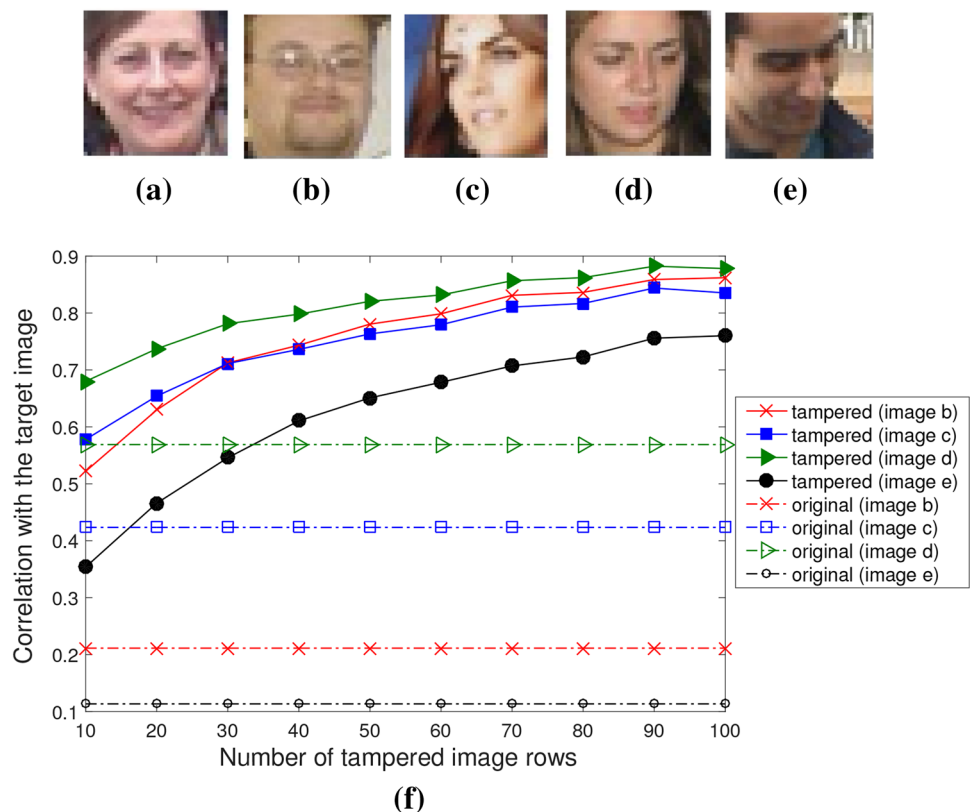 (a) (b) (c) (d) (e)
0.9
0.8
0.7
0.6
0.5
0.4
0.3
0.2
0.1
Correlation with the target image
10 20 30 40 50 60 70 80 90 100
Number of tampered image rows
tampered (image b)
tampered (image c)
tampered (image d)
tampered (image e)
original (image b)
original (image c)
original (image d)
original (image e)
(f)